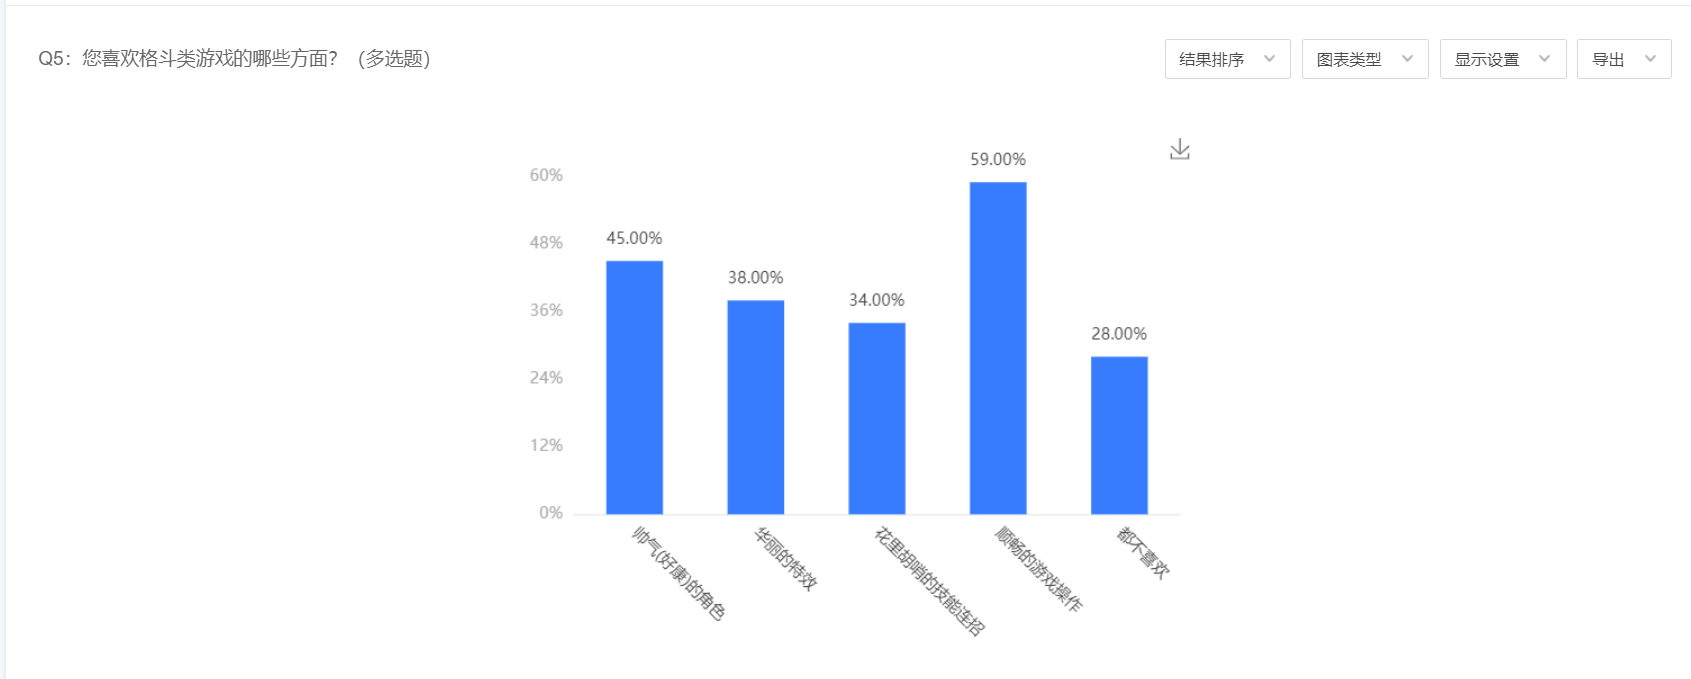 Q5：您喜欢格斗类游戏的哪些方面？（多选题）
结果排序
图表类型
显示设置
导出
60%
48%
36%
24%
12%
0%
45.00%
38.00%
34.00%
59.00%
28.00%
帅气(好康)的角色
华丽的特效
花里胡哨的技能连招
顺畅的游戏操作
都不喜欢